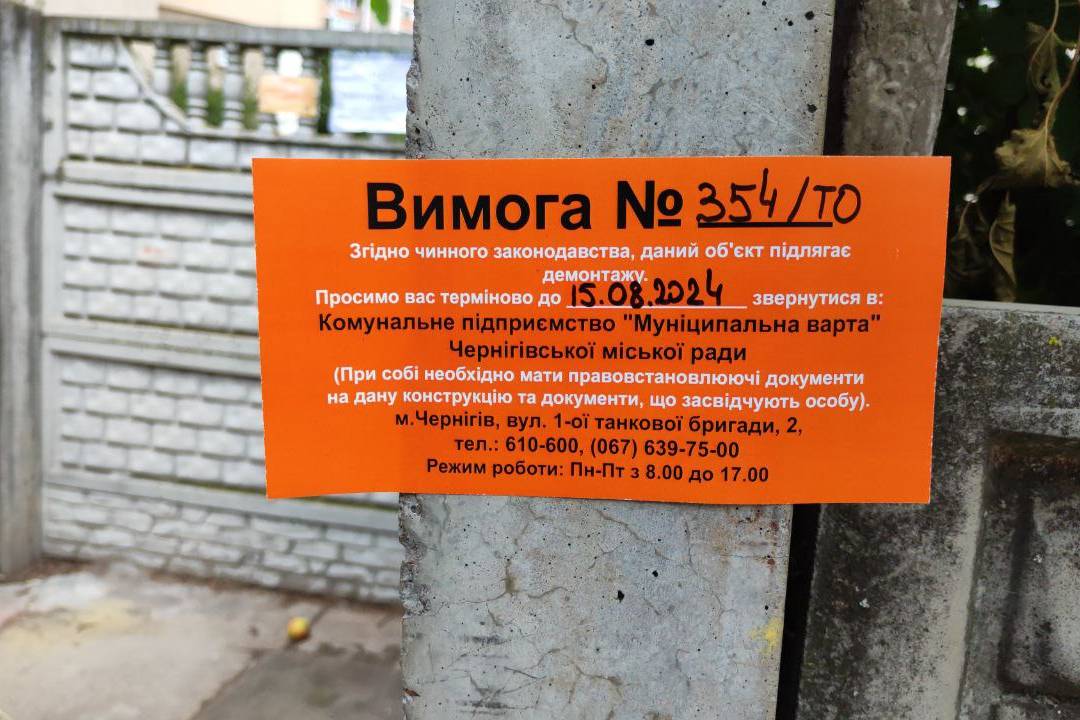 Вимога № 354/ТО
Згідно чинного законодавства, даний об'єкт підлягає
демонтажу.
Просимо вас терміново до 15.08.2024 звернутися в:
Комунальне підприємство "Муніципальна варта"
Чернігівської міської ради
(При собі необхідно мати правовстановлюючі документи
на дану конструкцію та документи, що засвідчують особу).
м.Чернігів, вул. 1-ої танкової бригади, 2,
тел.: 610-600, (067) 639-75-00
Режим роботи: Пн-Пт з 8.00 до 17.00